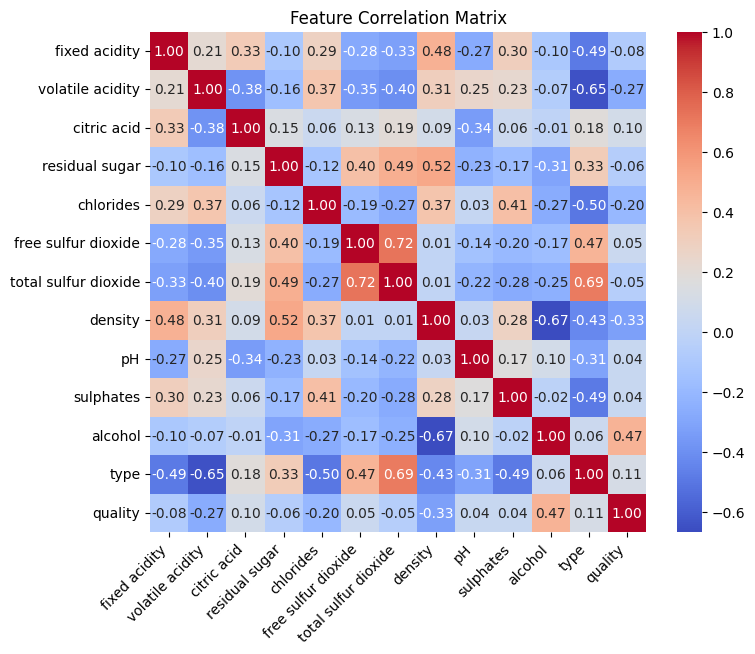 Feature Correlation Matrix
fixed acidity 1.00 0.21 0.33 -0.10 0.29 -0.28 -0.33 0.48 -0.27 0.30 -0.10 -0.49 -0.08
volatile acidity 0.21 1.00 -0.38 -0.16 0.37 -0.35 -0.40 0.31 0.25 0.23 -0.07 -0.65 -0.27
citric acid 0.33 -0.38 1.00 0.15 0.06 0.13 0.19 0.09 -0.34 0.06 -0.01 0.18 0.10
residual sugar -0.10 -0.16 0.15 1.00 -0.12 0.40 0.49 0.52 -0.23 -0.17 -0.31 0.33 -0.06
chlorides 0.29 0.37 0.06 -0.12 1.00 -0.19 -0.27 0.37 0.03 0.41 -0.27 -0.50 -0.20
free sulfur dioxide -0.28 -0.35 0.13 0.40 -0.19 1.00 0.72 0.01 -0.14 -0.20 -0.17 0.47 0.05
total sulfur dioxide -0.33 -0.40 0.19 0.49 -0.27 0.72 1.00 0.01 -0.22 -0.28 -0.25 0.69 -0.05
density 0.48 0.31 0.09 0.52 0.37 0.01 0.01 1.00 0.03 0.28 -0.67 -0.43 -0.33
pH -0.27 0.25 -0.34 -0.23 0.03 -0.14 -0.22 0.03 1.00 0.17 0.10 -0.31 0.04
sulphates 0.30 0.23 0.06 -0.17 0.41 -0.20 -0.28 0.28 0.17 1.00 -0.02 -0.49 0.04
alcohol -0.10 -0.07 -0.01 -0.31 -0.27 -0.17 -0.25 -0.67 0.10 -0.02 1.00 0.06 0.47
type -0.49 -0.65 0.18 0.33 -0.50 0.47 0.69 -0.43 -0.31 -0.49 0.06 1.00 0.11
quality -0.08 -0.27 0.10 -0.06 -0.20 0.05 -0.05 -0.33 0.04 0.04 0.47 0.11 1.00
fixed acidity
volatile acidity
citric acid
residual sugar
chlorides
free sulfur dioxide
total sulfur dioxide
density
pH
sulphates
alcohol
type
quality
1.0
0.8
0.6
0.4
0.2
0.0
−0.2
−0.4
−0.6